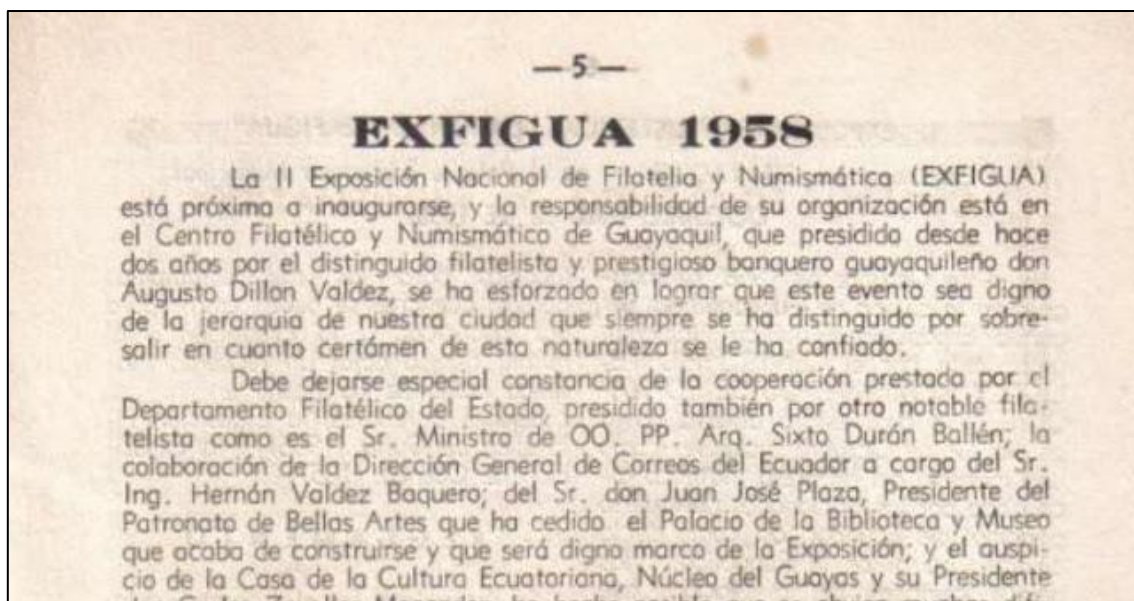 — 5 —
EXFIGUA 1958
La II Exposición Nacional de Filatelia y Numismática (EXFIGUA)
está próxima a inaugurarse, y la responsabilidad de su organización está en
el Centro Filatélico y Numismático de Guayaquil, que presidido desde hace
dos años por el distinguido filatelista y prestigioso banquero guayaquileño don
Augusto Dillon Valdez, se ha esforzado en lograr que este evento sea digno
de la jerarquia de nuestra ciudad que siempre se ha distinguido por sobre-
salir en cuanto certámen de esta naturaleza se le ha confiado.
Debe dejarse especial constancia de la cooperación prestada por el
Departamento Filatélico del Estado, presidido también por otro notable fila-
telista como es el Sr. Ministro de OO. PP. Arq. Sixto Durán Ballén; la
colaboración de la Dirección General de Correos del Ecuador a cargo del Sr.
Ing. Hernán Valdez Baquero; del Sr. don Juan José Plaza, Presidente del
Patronato de Bellas Artes que ha cedido el Palacio de la Biblioteca y Museo
que acaba de construirse y que será digno marco de la Exposición; y el auspi-
cio de la Casa de la Cultura Ecuatoriana, Núcleo del Guayas y su Presidente